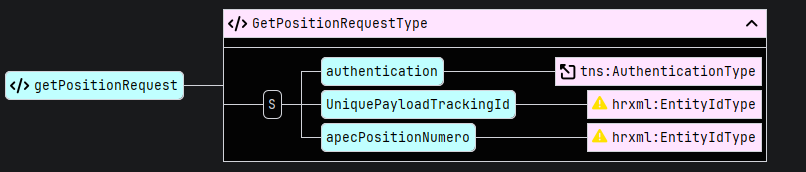 </> GetPositionRequestType
authentication tns:AuthenticationType
</> getPositionRequest
S UniquePayloadTrackingId hrxml:EntityIdType
apecPositionNumero hrxml:EntityIdType